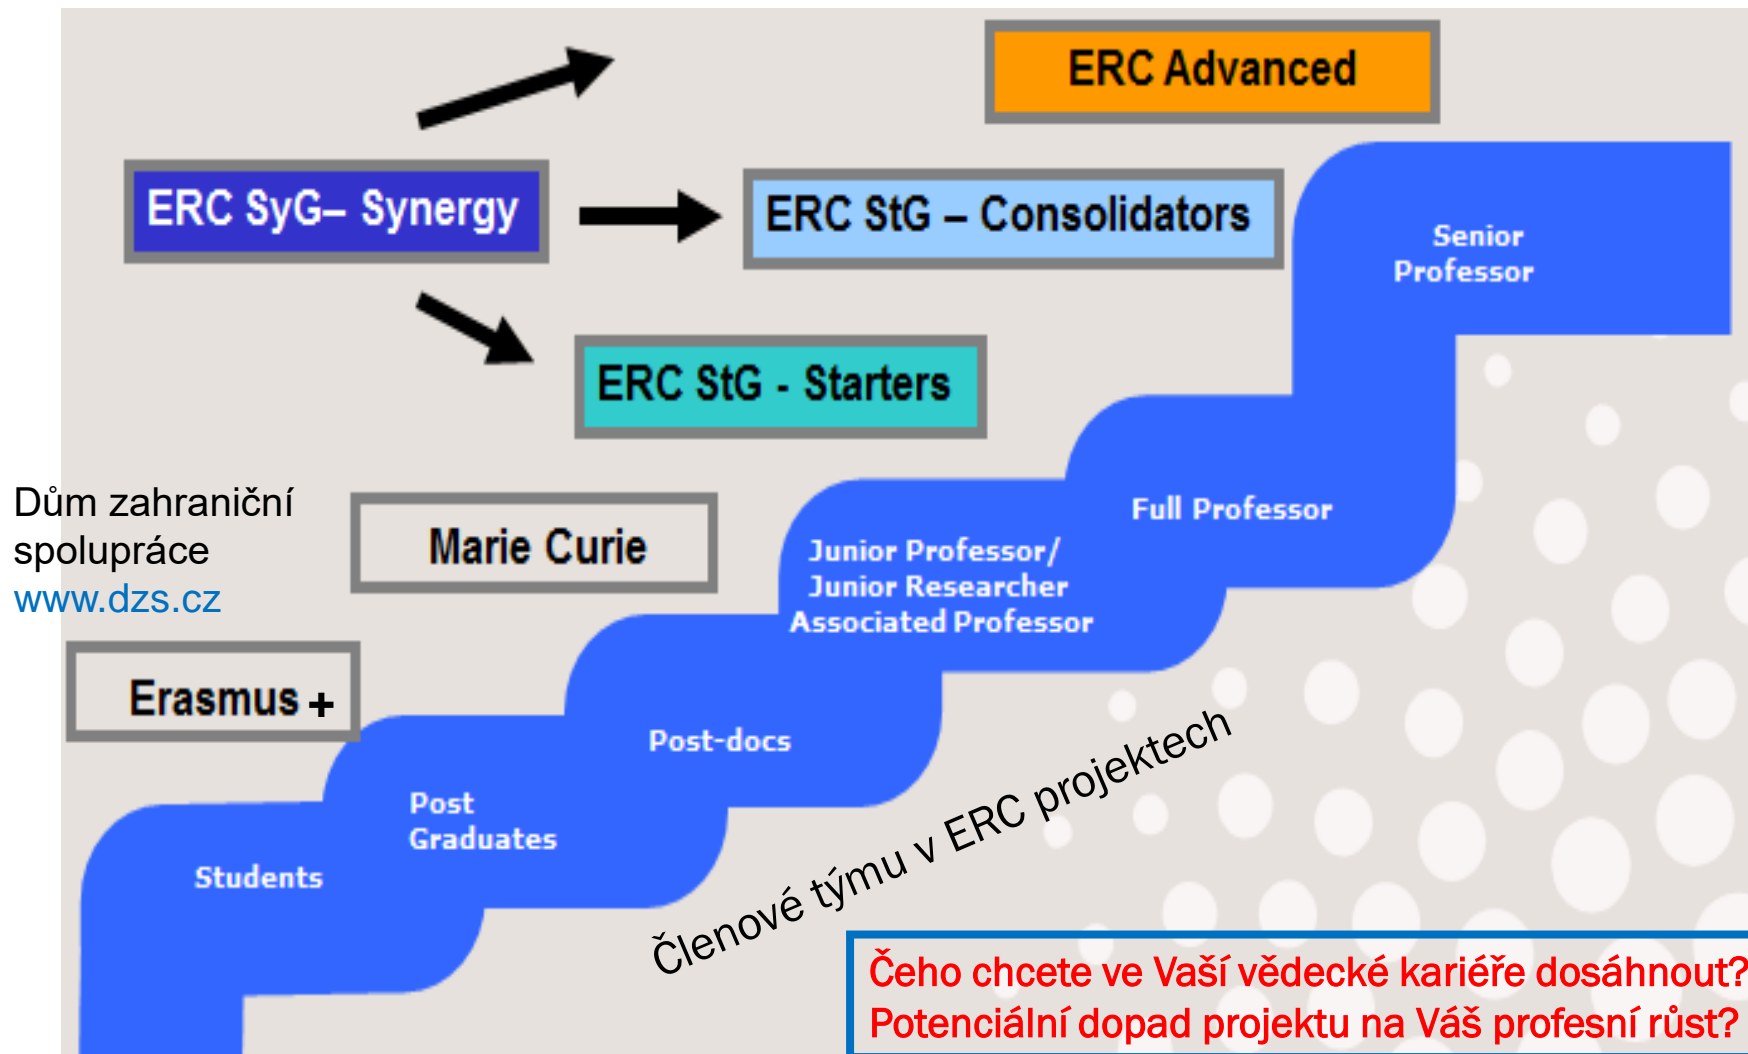 ERC Advanced
ERC SyG– Synergy
ERC StG – Consolidators
Senior
Professor
ERC StG - Starters
Dům zahraniční
spolupráce
www.dzs.cz
Marie Curie
Full Professor
Junior Professor/
Junior Researcher
Associated Professor
Erasmus +
Post-docs
Post
Graduates
Students
Členové týmu v ERC projektech
Čeho chcete ve Vaší vědecké kariéře dosáhnout?
Potenciální dopad projektu na Váš profesní růst?